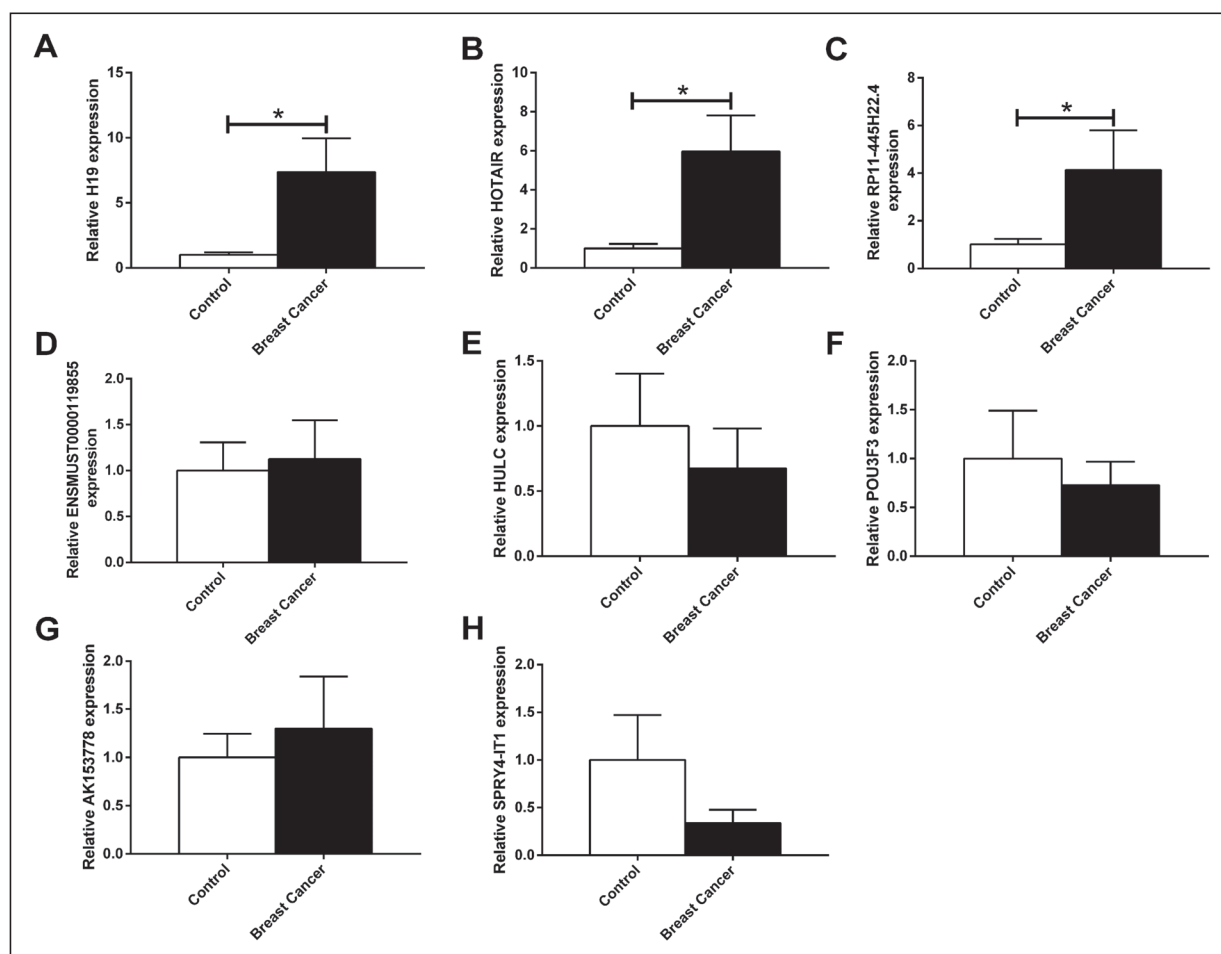 A
Relative H19 expression
15
10
5
0
*
Control
Breast Cancer
B
Relative HOTAIR expression
10
8
6
4
2
0
*
Control
Breast Cancer
C
Relative RP11-445H22.4
expression
8
6
4
2
0
*
Control
Breast Cancer
D
Relative ENSMUST0000119855
expression
2.0
1.5
1.0
0.5
0.0
Control
Breast Cancer
E
Relative HULC expression
1.5
1.0
0.5
0.0
Control
Breast Cancer
F
Relative POU3F3 expression
2.0
1.5
1.0
0.5
0.0
Control
Breast Cancer
G
Relative AK153778 expression
2.0
1.5
1.0
0.5
0.0
Control
Breast Cancer
H
Relative SPRY4-IT1 expression
2.0
1.5
1.0
0.5
0.0
Control
Breast Cancer